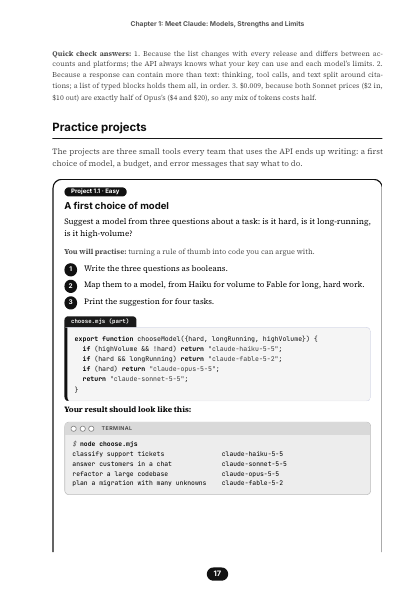 Chapter 1: Meet Claude: Models, Strengths and Limits
Quick check answers: 1. Because the list changes with every release and differs between ac-
counts and platforms; the API always knows what your key can use and each model's limits. 2.
Because a response can contain more than text: thinking, tool calls, and text split around cita-
tions; a list of typed blocks holds them all, in order. 3. $0.009, because both Sonnet prices ($2 in,
$10 out) are exactly half of Opus's ($4 and $20), so any mix of tokens costs half.
Practice projects
The projects are three small tools every team that uses the API ends up writing: a first
choice of model, a budget, and error messages that say what to do.
Project 1.1 · Easy
A first choice of model
Suggest a model from three questions about a task: is it hard, is it long-running,
is it high-volume?
You will practise: turning a rule of thumb into code you can argue with.
1 Write the three questions as booleans.
2 Map them to a model, from Haiku for volume to Fable for long, hard work.
3 Print the suggestion for four tasks.
choose.mjs (part)
export function chooseModel({hard, longRunning, highVolume}) {
if (highVolume && !hard) return "claude-haiku-5-5";
if (hard && longRunning) return "claude-fable-5-2";
if (hard) return "claude-opus-5-5";
return "claude-sonnet-5-5";
}
Your result should look like this:
TERMINAL
$ node choose.mjs
classify support tickets claude-haiku-5-5
answer customers in a chat claude-sonnet-5-5
refactor a large codebase claude-opus-5-5
plan a migration with many unknowns claude-fable-5-2
17